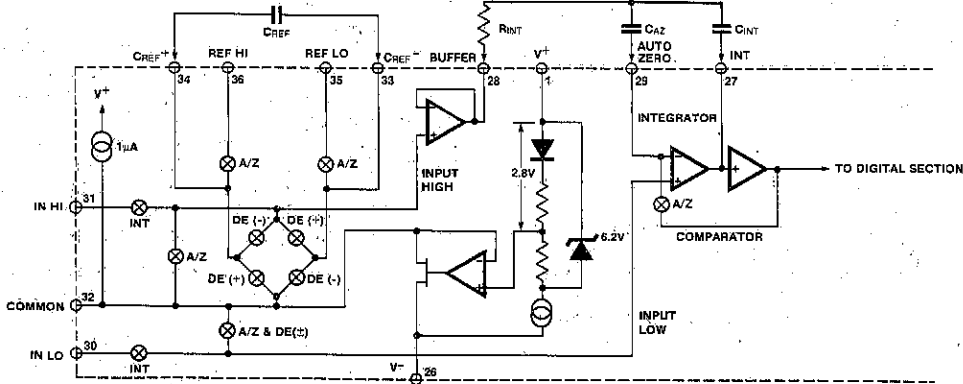 CREF
RINT
CAZ
CINT
CREF+
REF HI
REF LO
CREF−
BUFFER
V+
AUTO
ZERO
INT
34
36
35
33
28
1
29
27
V+
1µA
A/Z
A/Z
INTEGRATOR
TO DIGITAL SECTION
INPUT
HIGH
2.8V
IN HI
31
INT
DE (-)
DE (+)
6.2V
A/Z
COMPARATOR
A/Z
DE (+)
DE (-)
COMMON
32
A/Z & DE(±)
INPUT
LOW
IN LO
30
INT
V−
26